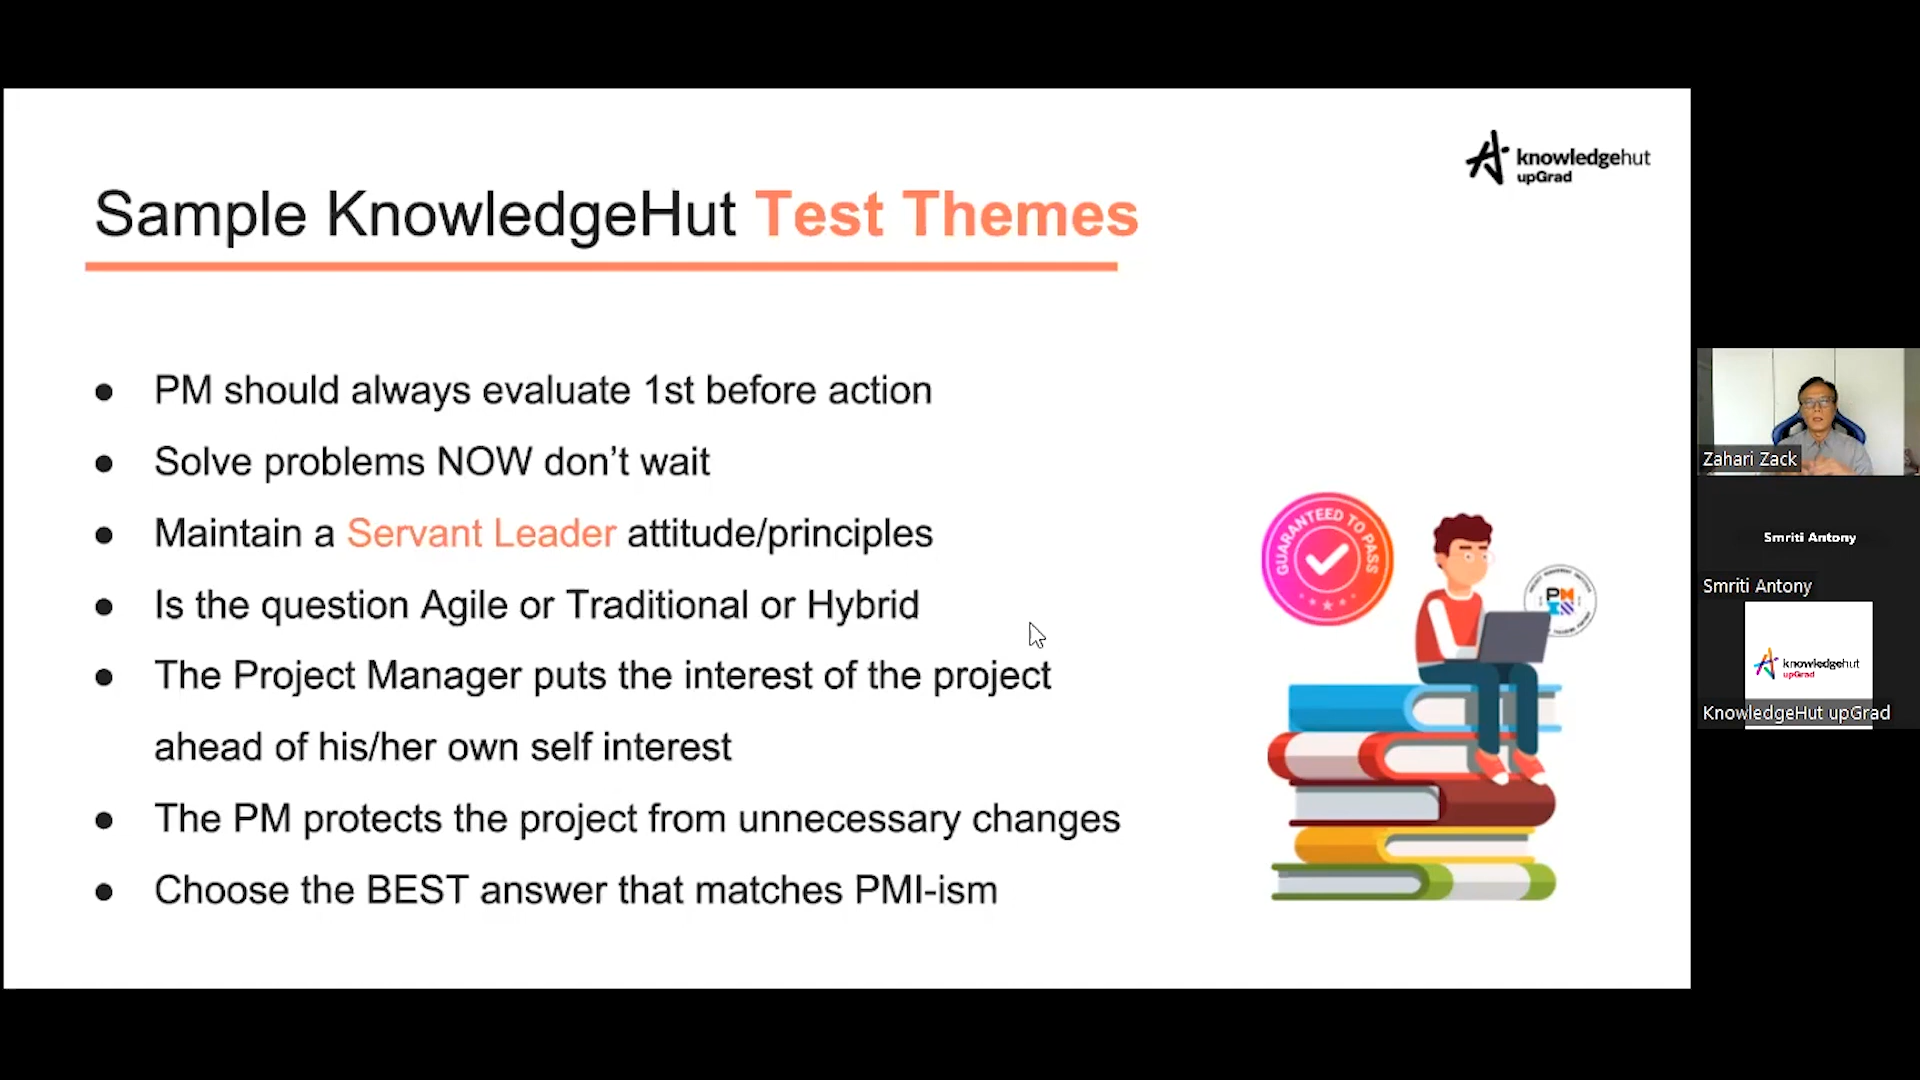 knowledgehut
upGrad
Sample KnowledgeHut Test Themes
● PM should always evaluate 1st before action
● Solve problems NOW don’t wait
● Maintain a Servant Leader attitude/principles
● Is the question Agile or Traditional or Hybrid
● The Project Manager puts the interest of the project
ahead of his/her own self interest
● The PM protects the project from unnecessary changes
● Choose the BEST answer that matches PMI-ism
GUARANTEED TO PASS
Zahari Zack
Smriti Antony
Smriti Antony
knowledgehut
upGrad
KnowledgeHut upGrad